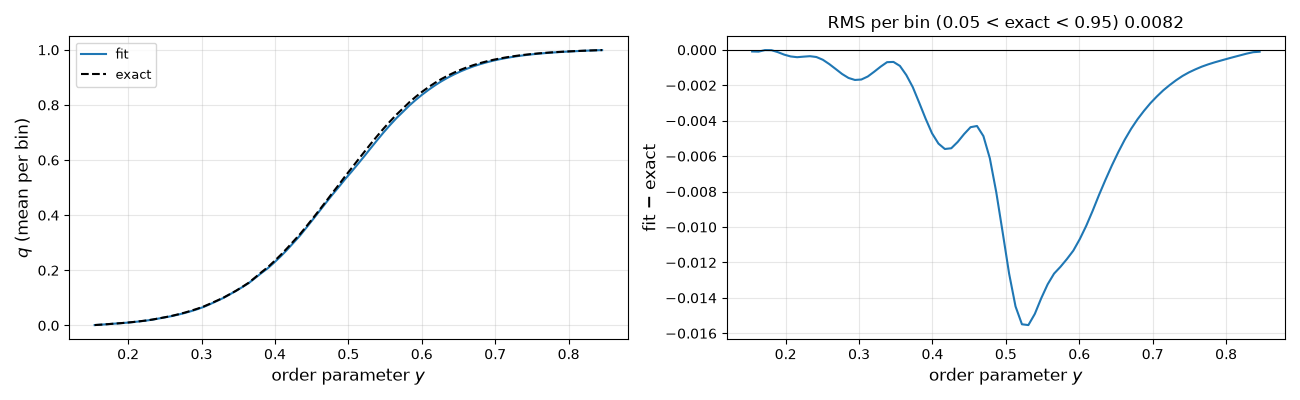 1.0
0.8
0.6
0.4
0.2
0.0
q (mean per bin)
fit
exact
0.2 0.3 0.4 0.5 0.6 0.7 0.8
order parameter y
RMS per bin (0.05 < exact < 0.95) 0.0082
0.000
−0.002
−0.004
−0.006
−0.008
−0.010
−0.012
−0.014
−0.016
fit − exact
0.2 0.3 0.4 0.5 0.6 0.7 0.8
order parameter y